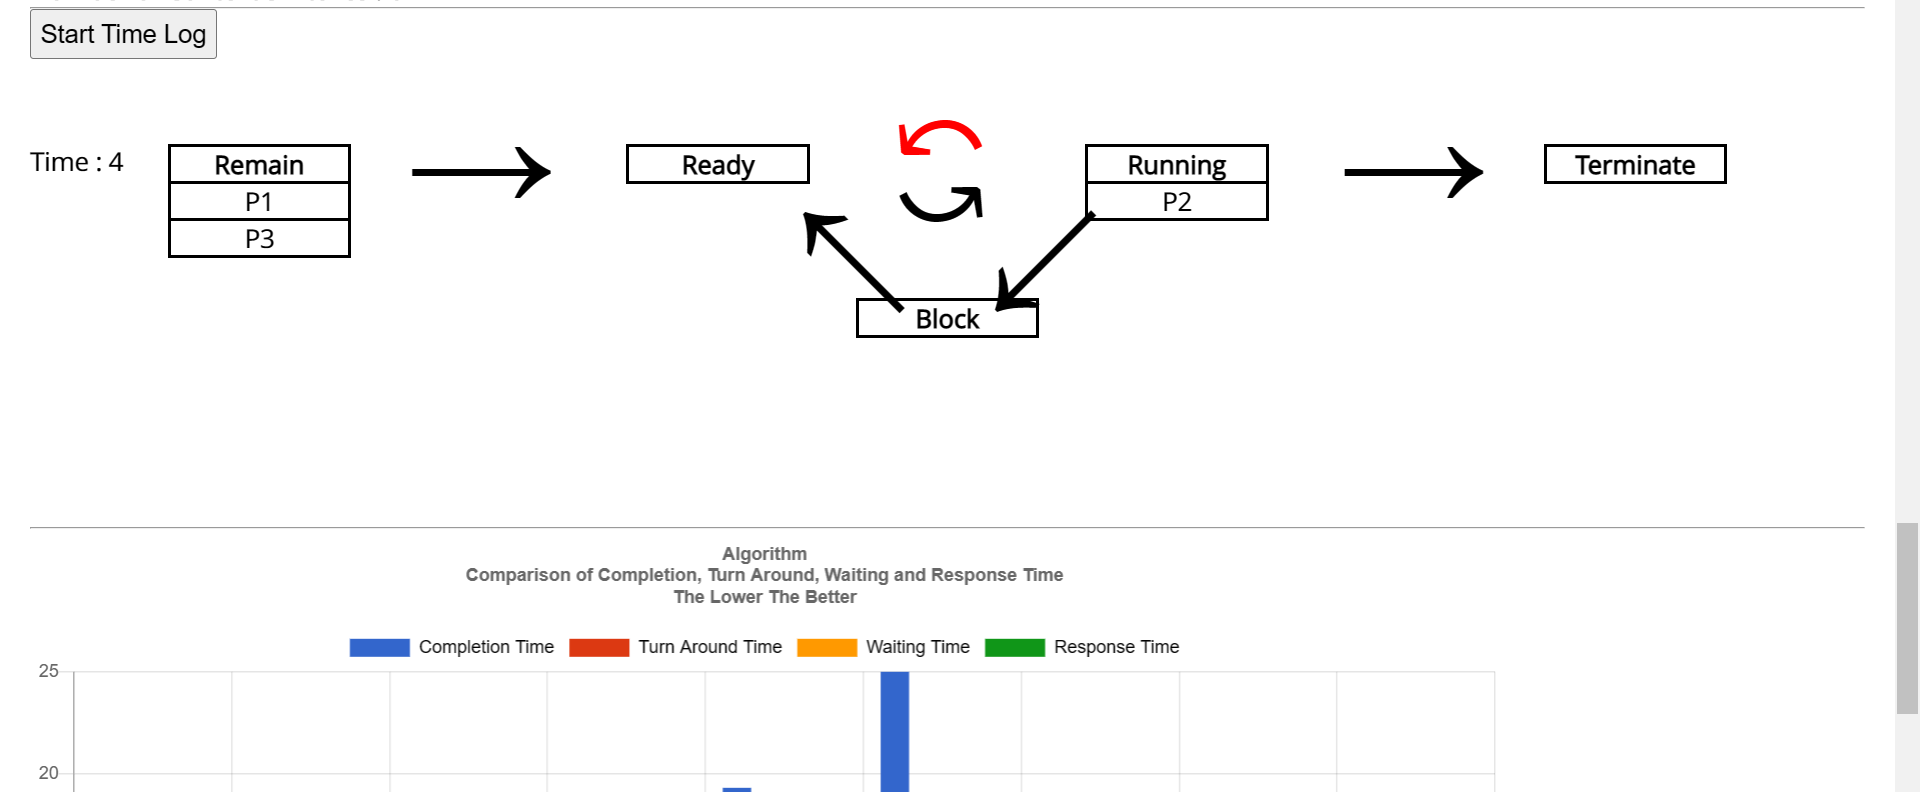 Start Time Log
Time : 4
Remain
P1
P3
Ready
Running
P2
Terminate
Block
Algorithm
Comparison of Completion, Turn Around, Waiting and Response Time
The Lower The Better
Completion Time
Turn Around Time
Waiting Time
Response Time
25
20